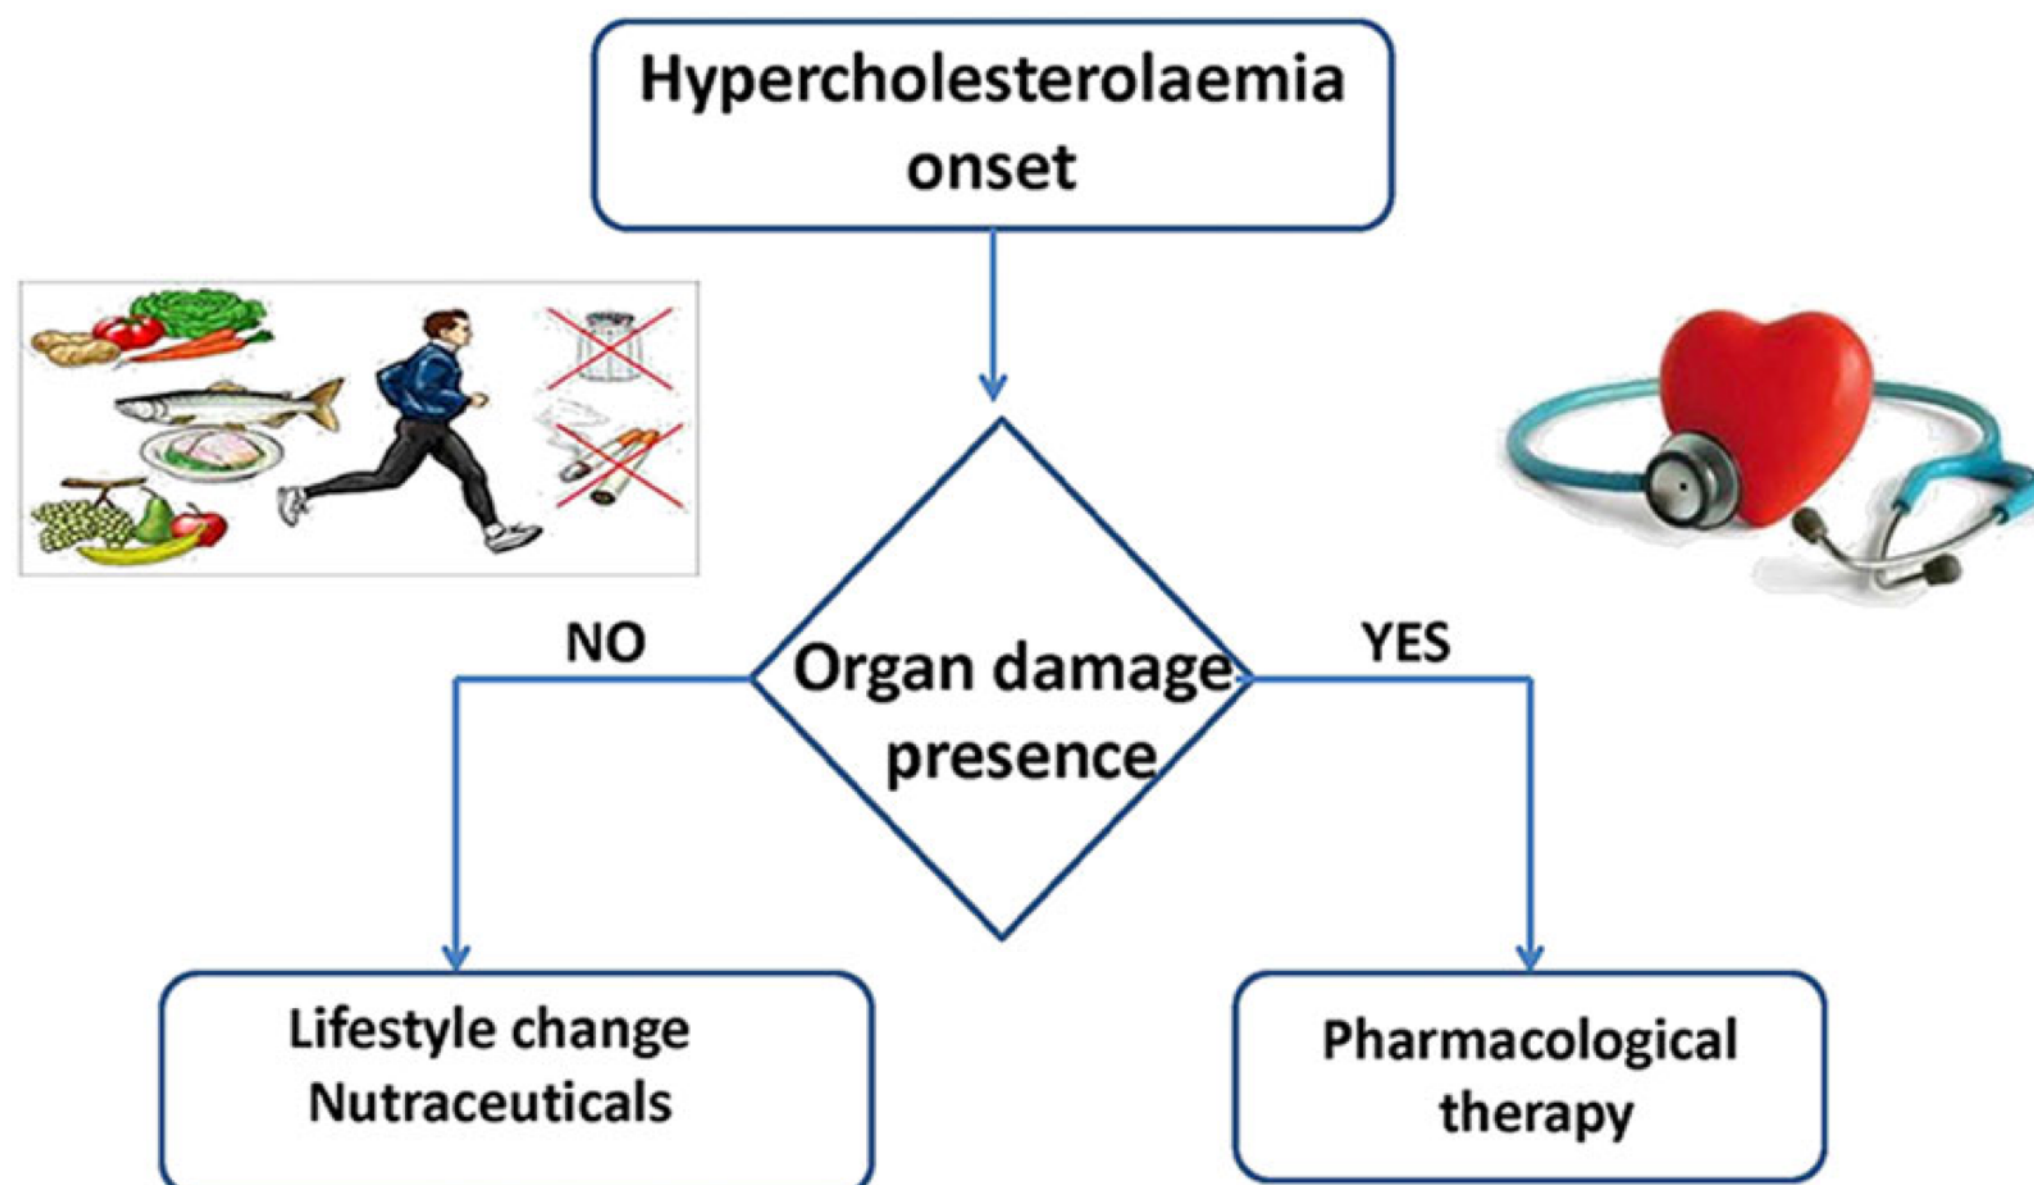 Hypercholesterolaemia
onset
NO
YES
Organ damage
presence
Lifestyle change
Nutraceuticals
Pharmacological
therapy